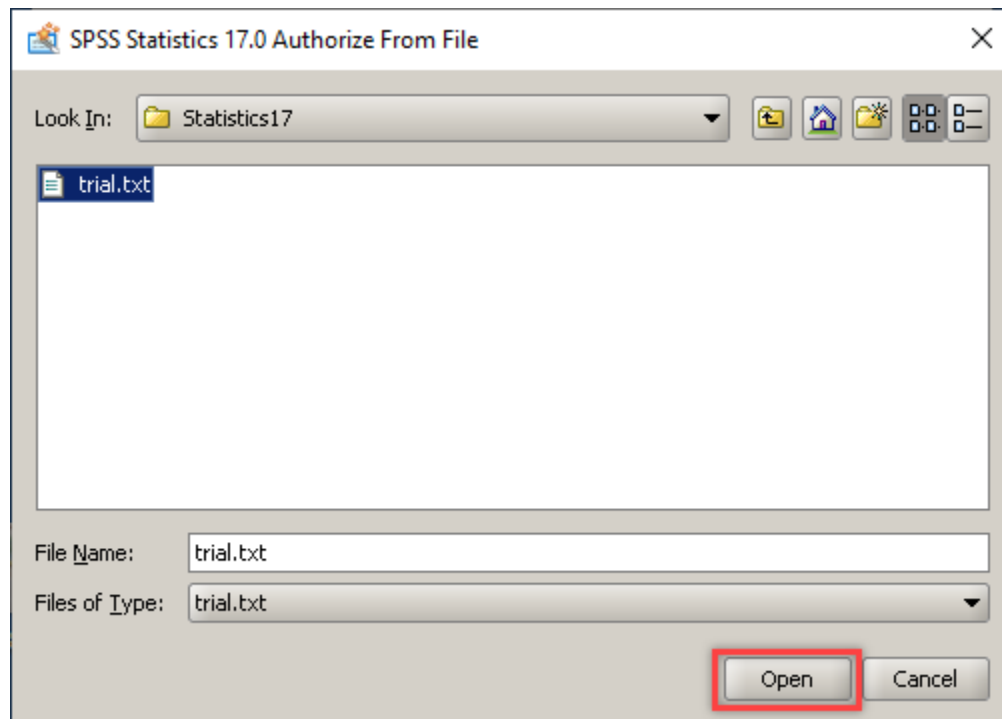 SPSS Statistics 17.0 Authorize From File
Look In: Statistics17
trial.txt
File Name: trial.txt
Files of Type: trial.txt
Open Cancel